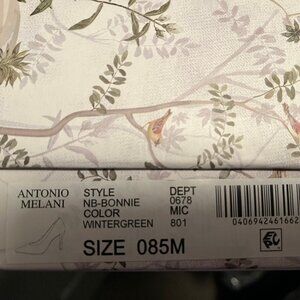 ANTONIO MELANI
STYLE
NB-BONNIE
COLOR
WINTERGREEN
DEPT
0678
MIC
801
0406942461662
SIZE 085M